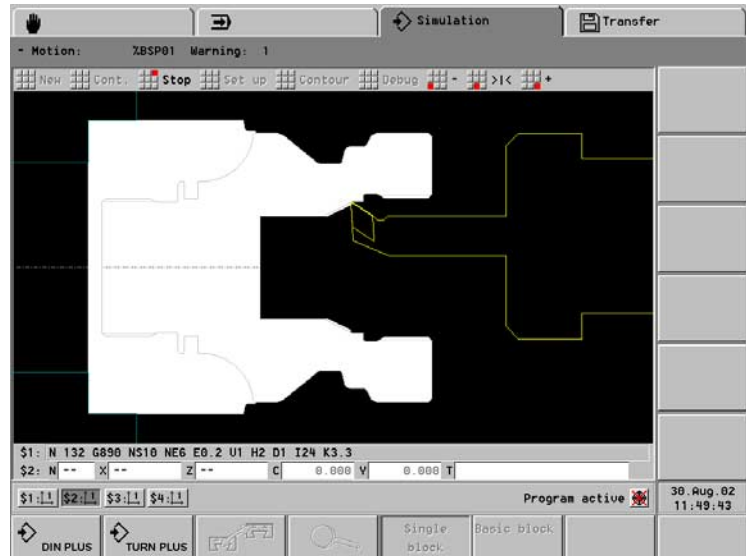 Simulation
Transfer
- Motion: %BSP01 Warning: 1
New Cont. Stop Set up Contour Debug - >|< +
$1: N 132 G890 NS10 NE6 E0.2 U1 H2 D1 I24 K3.3
$2: N -- X -- Z -- C 0.000 Y 0.000 T
$1: $2: $3: $4: Program active
30.Aug.02
11:49:43
DIN PLUS
TURN PLUS
Single block
Basic block